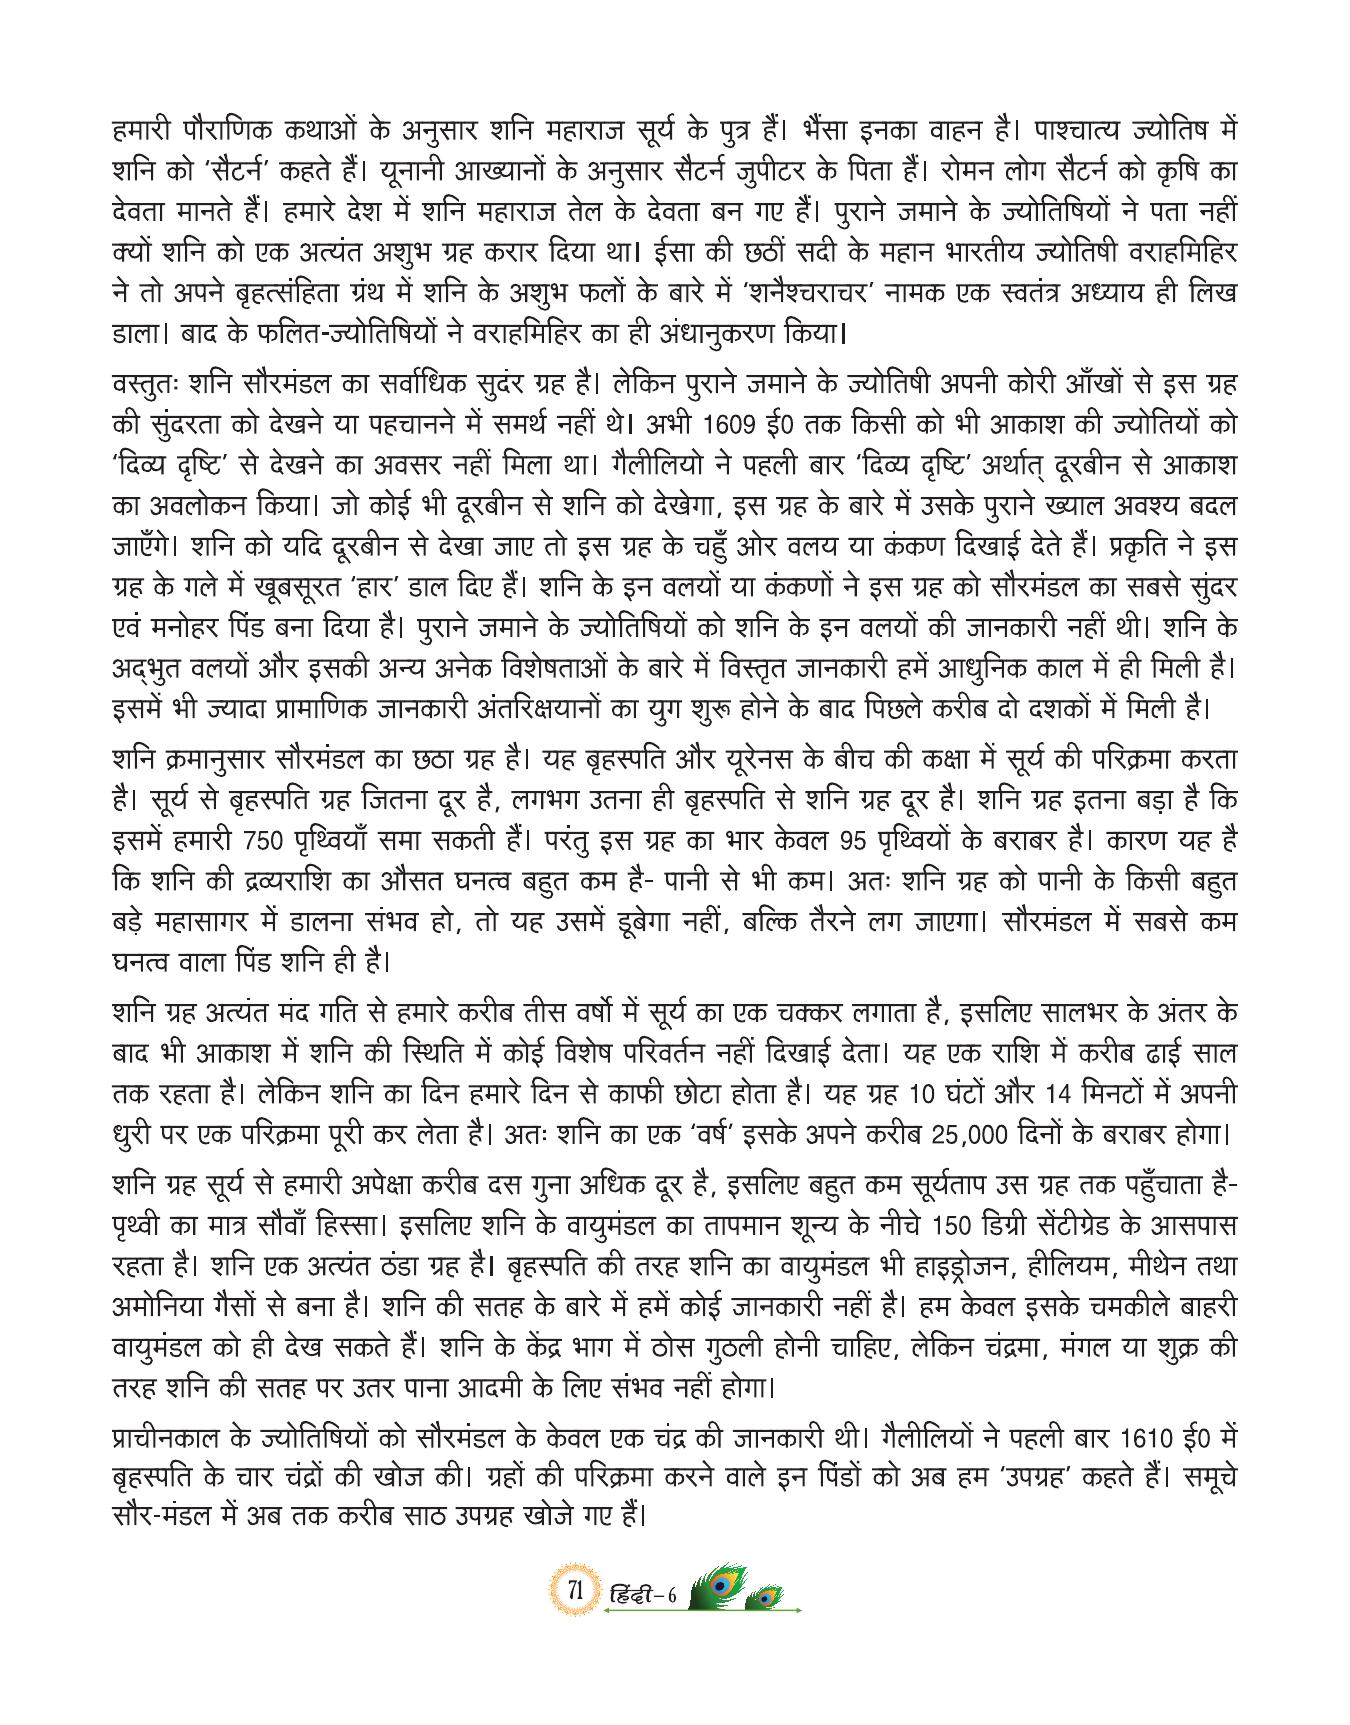 हमारी पौराणिक कथाओं के अनुसार शनि महाराज सूर्य के पुत्र हैं। भैंसा इनका वाहन है। पाश्चात्य ज्योतिष में
शनि को ‘सैटर्न’ कहते हैं। यूनानी आख्यानों के अनुसार सैटर्न जुपीटर के पिता हैं। रोमन लोग सैटर्न को कृषि का
देवता मानते हैं। हमारे देश में शनि महाराज तेल के देवता बन गए हैं। पुराने जमाने के ज्योतिषियों ने पता नहीं
क्यों शनि को एक अत्यंत अशुभ ग्रह करार दिया था। ईसा की छठीं सदी के महान भारतीय ज्योतिषी वराहमिहिर
ने तो अपने बृहत्संहिता ग्रंथ में शनि के अशुभ फलों के बारे में ‘शनैश्चराचर’ नामक एक स्वतंत्र अध्याय ही लिख
डाला। बाद के फलित-ज्योतिषियों ने वराहमिहिर का ही अंधानुकरण किया।
वस्तुतः शनि सौरमंडल का सर्वाधिक सुदंर ग्रह है। लेकिन पुराने जमाने के ज्योतिषी अपनी कोरी आँखों से इस ग्रह
की सुंदरता को देखने या पहचानने में समर्थ नहीं थे। अभी 1609 ई0 तक किसी को भी आकाश की ज्योतियों को
‘दिव्य दृष्टि’ से देखने का अवसर नहीं मिला था। गैलीलियो ने पहली बार ‘दिव्य दृष्टि’ अर्थात् दूरबीन से आकाश
का अवलोकन किया। जो कोई भी दूरबीन से शनि को देखेगा, इस ग्रह के बारे में उसके पुराने ख्याल अवश्य बदल
जाएँगे। शनि को यदि दूरबीन से देखा जाए तो इस ग्रह के चहुँ ओर वलय या कंकण दिखाई देते हैं। प्रकृति ने इस
ग्रह के गले में खूबसूरत ‘हार’ डाल दिए हैं। शनि के इन वलयों या कंकणों ने इस ग्रह को सौरमंडल का सबसे सुंदर
एवं मनोहर पिंड बना दिया है। पुराने जमाने के ज्योतिषियों को शनि के इन वलयों की जानकारी नहीं थी। शनि के
अद्भुत वलयों और इसकी अन्य अनेक विशेषताओं के बारे में विस्तृत जानकारी हमें आधुनिक काल में ही मिली है।
इसमें भी ज्यादा प्रामाणिक जानकारी अंतरिक्षयानों का युग शुरू होने के बाद पिछले करीब दो दशकों में मिली है।
शनि क्रमानुसार सौरमंडल का छठा ग्रह है। यह बृहस्पति और यूरेनस के बीच की कक्षा में सूर्य की परिक्रमा करता
है। सूर्य से बृहस्पति ग्रह जितना दूर है, लगभग उतना ही बृहस्पति से शनि ग्रह दूर है। शनि ग्रह इतना बड़ा है कि
इसमें हमारी 750 पृथ्वियाँ समा सकती हैं। परंतु इस ग्रह का भार केवल 95 पृथ्वियों के बराबर है। कारण यह है
कि शनि की द्रव्यराशि का औसत घनत्व बहुत कम है- पानी से भी कम। अतः शनि ग्रह को पानी के किसी बहुत
बड़े महासागर में डालना संभव हो, तो यह उसमें डूबेगा नहीं, बल्कि तैरने लग जाएगा। सौरमंडल में सबसे कम
घनत्व वाला पिंड शनि ही है।
शनि ग्रह अत्यंत मंद गति से हमारे करीब तीस वर्षो में सूर्य का एक चक्कर लगाता है, इसलिए सालभर के अंतर के
बाद भी आकाश में शनि की स्थिति में कोई विशेष परिवर्तन नहीं दिखाई देता। यह एक राशि में करीब ढाई साल
तक रहता है। लेकिन शनि का दिन हमारे दिन से काफी छोटा होता है। यह ग्रह 10 घंटों और 14 मिनटों में अपनी
धुरी पर एक परिक्रमा पूरी कर लेता है। अतः शनि का एक ‘वर्ष’ इसके अपने करीब 25,000 दिनों के बराबर होगा।
शनि ग्रह सूर्य से हमारी अपेक्षा करीब दस गुना अधिक दूर है, इसलिए बहुत कम सूर्यताप उस ग्रह तक पहुँचाता है-
पृथ्वी का मात्र सौवाँ हिस्सा। इसलिए शनि के वायुमंडल का तापमान शून्य के नीचे 150 डिग्री सेंटीग्रेड के आसपास
रहता है। शनि एक अत्यंत ठंडा ग्रह है। बृहस्पति की तरह शनि का वायुमंडल भी हाइड्रोजन, हीलियम, मीथेन तथा
अमोनिया गैसों से बना है। शनि की सतह के बारे में हमें कोई जानकारी नहीं है। हम केवल इसके चमकीले बाहरी
वायुमंडल को ही देख सकते हैं। शनि के केंद्र भाग में ठोस गुठली होनी चाहिए, लेकिन चंद्रमा, मंगल या शुक्र की
तरह शनि की सतह पर उतर पाना आदमी के लिए संभव नहीं होगा।
प्राचीनकाल के ज्योतिषियों को सौरमंडल के केवल एक चंद्र की जानकारी थी। गैलीलियों ने पहली बार 1610 ई0 में
बृहस्पति के चार चंद्रों की खोज की। ग्रहों की परिक्रमा करने वाले इन पिंडों को अब हम ‘उपग्रह’ कहते हैं। समूचे
सौर-मंडल में अब तक करीब साठ उपग्रह खोजे गए हैं।
71 हिंदी–6